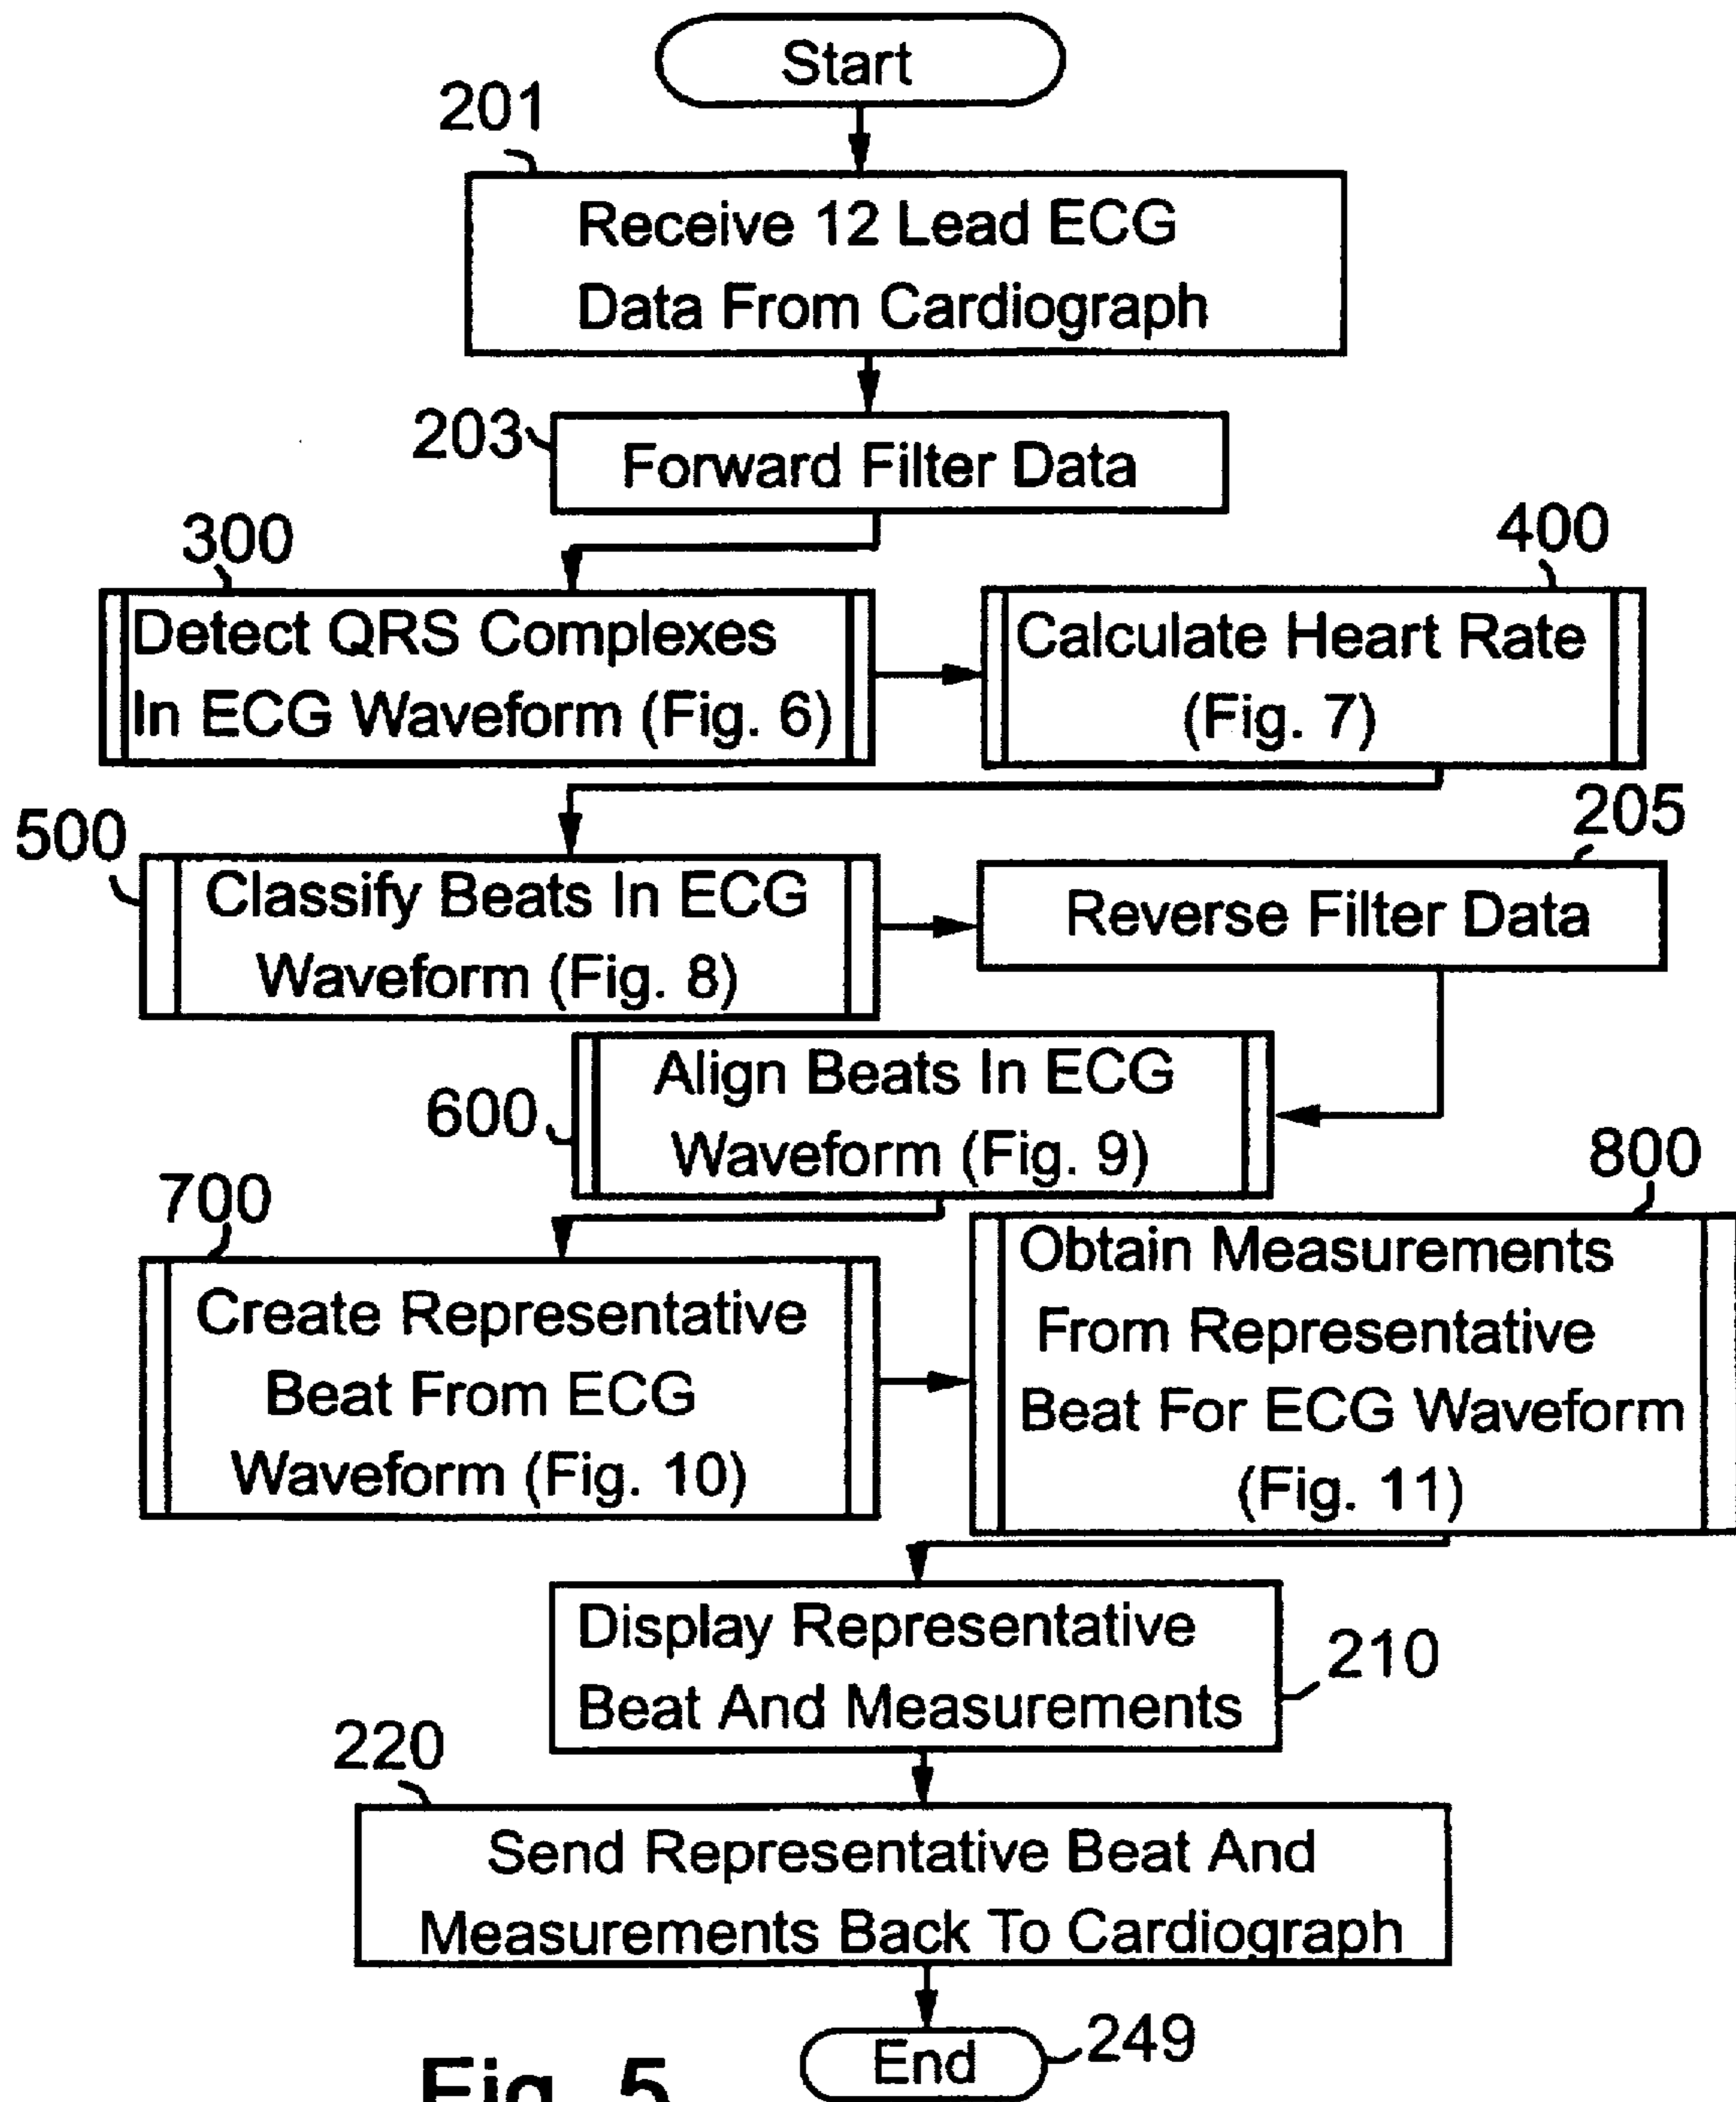 Start
201
Receive 12 Lead ECG
Data From Cardiograph
203
Forward Filter Data
300
Detect QRS Complexes
In ECG Waveform (Fig. 6)
400
Calculate Heart Rate
(Fig. 7)
500
Classify Beats In ECG
Waveform (Fig. 8)
205
Reverse Filter Data
600
Align Beats In ECG
Waveform (Fig. 9)
700
Create Representative
Beat From ECG
Waveform (Fig. 10)
800
Obtain Measurements
From Representative
Beat For ECG Waveform
(Fig. 11)
Display Representative
Beat And Measurements
210
220
Send Representative Beat And
Measurements Back To Cardiograph
End
249
Fig. 5